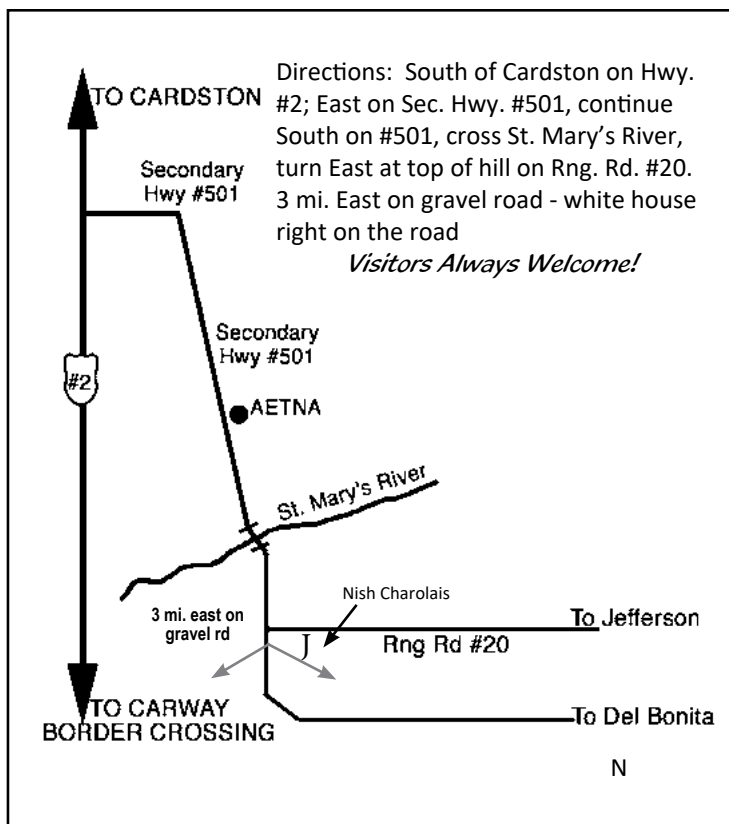 Directions:  South of Cardston on Hwy.
#2; East on Sec. Hwy. #501, continue
South on #501, cross St. Mary's River,
turn East at top of hill on Rng. Rd. #20.
3 mi. East on gravel road - white house
right on the road
Visitors Always Welcome!
TO CARDSTON
Secondary
Hwy #501
Secondary
Hwy #501
#2
AETNA
St. Mary's River
Nish Charolais
3 mi. east on
gravel rd
To Jefferson
J
Rng Rd #20
TO CARWAY
BORDER CROSSING
To Del Bonita
N